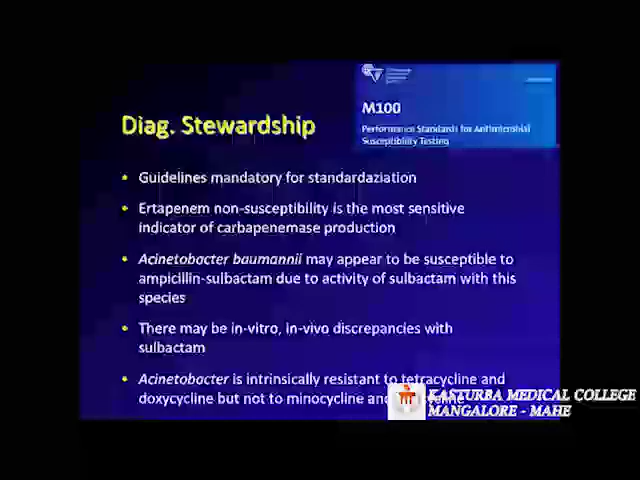 M100
Performance Standards for Antimicrobial
Susceptibility Testing
Diag. Stewardship
Guidelines mandatory for standardaziation
Ertapenem non-susceptibility is the most sensitive
indicator of carbapenemase production
Acinetobacter baumannii may appear to be susceptible to
ampicillin-sulbactam due to activity of sulbactam with this
species
There may be in-vitro, in-vivo discrepancies with
sulbactam
Acinetobacter is intrinsically resistant to tetracycline and
doxycycline but not to minocycline and
KASTURBA MEDICAL COLLEGE
MANGALORE - MAHE